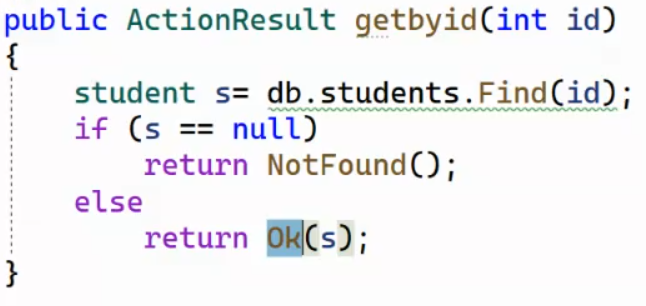 public ActionResult getbyid(int id)
{
    student s= db.students.Find(id);
    if (s == null)
        return NotFound();
    else
        return Ok(s);
}